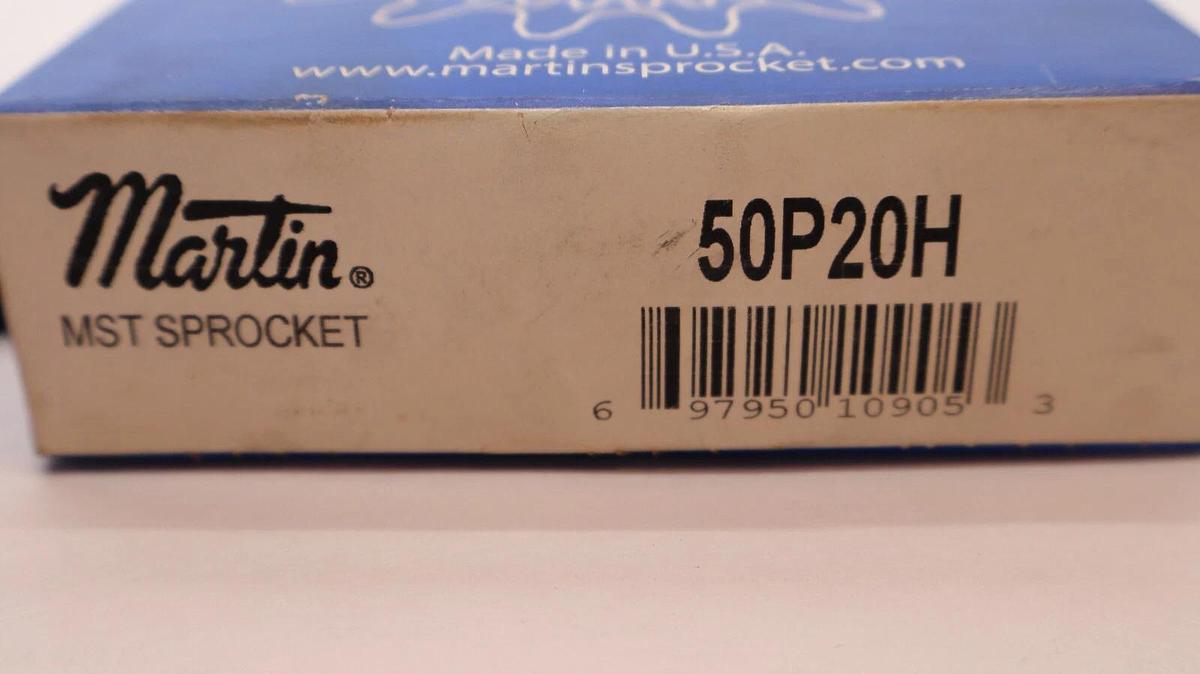 Made in U.S.A.
www.martinsprocket.com
Martin®
MST SPROCKET
50P20H
6 97950 10905 3